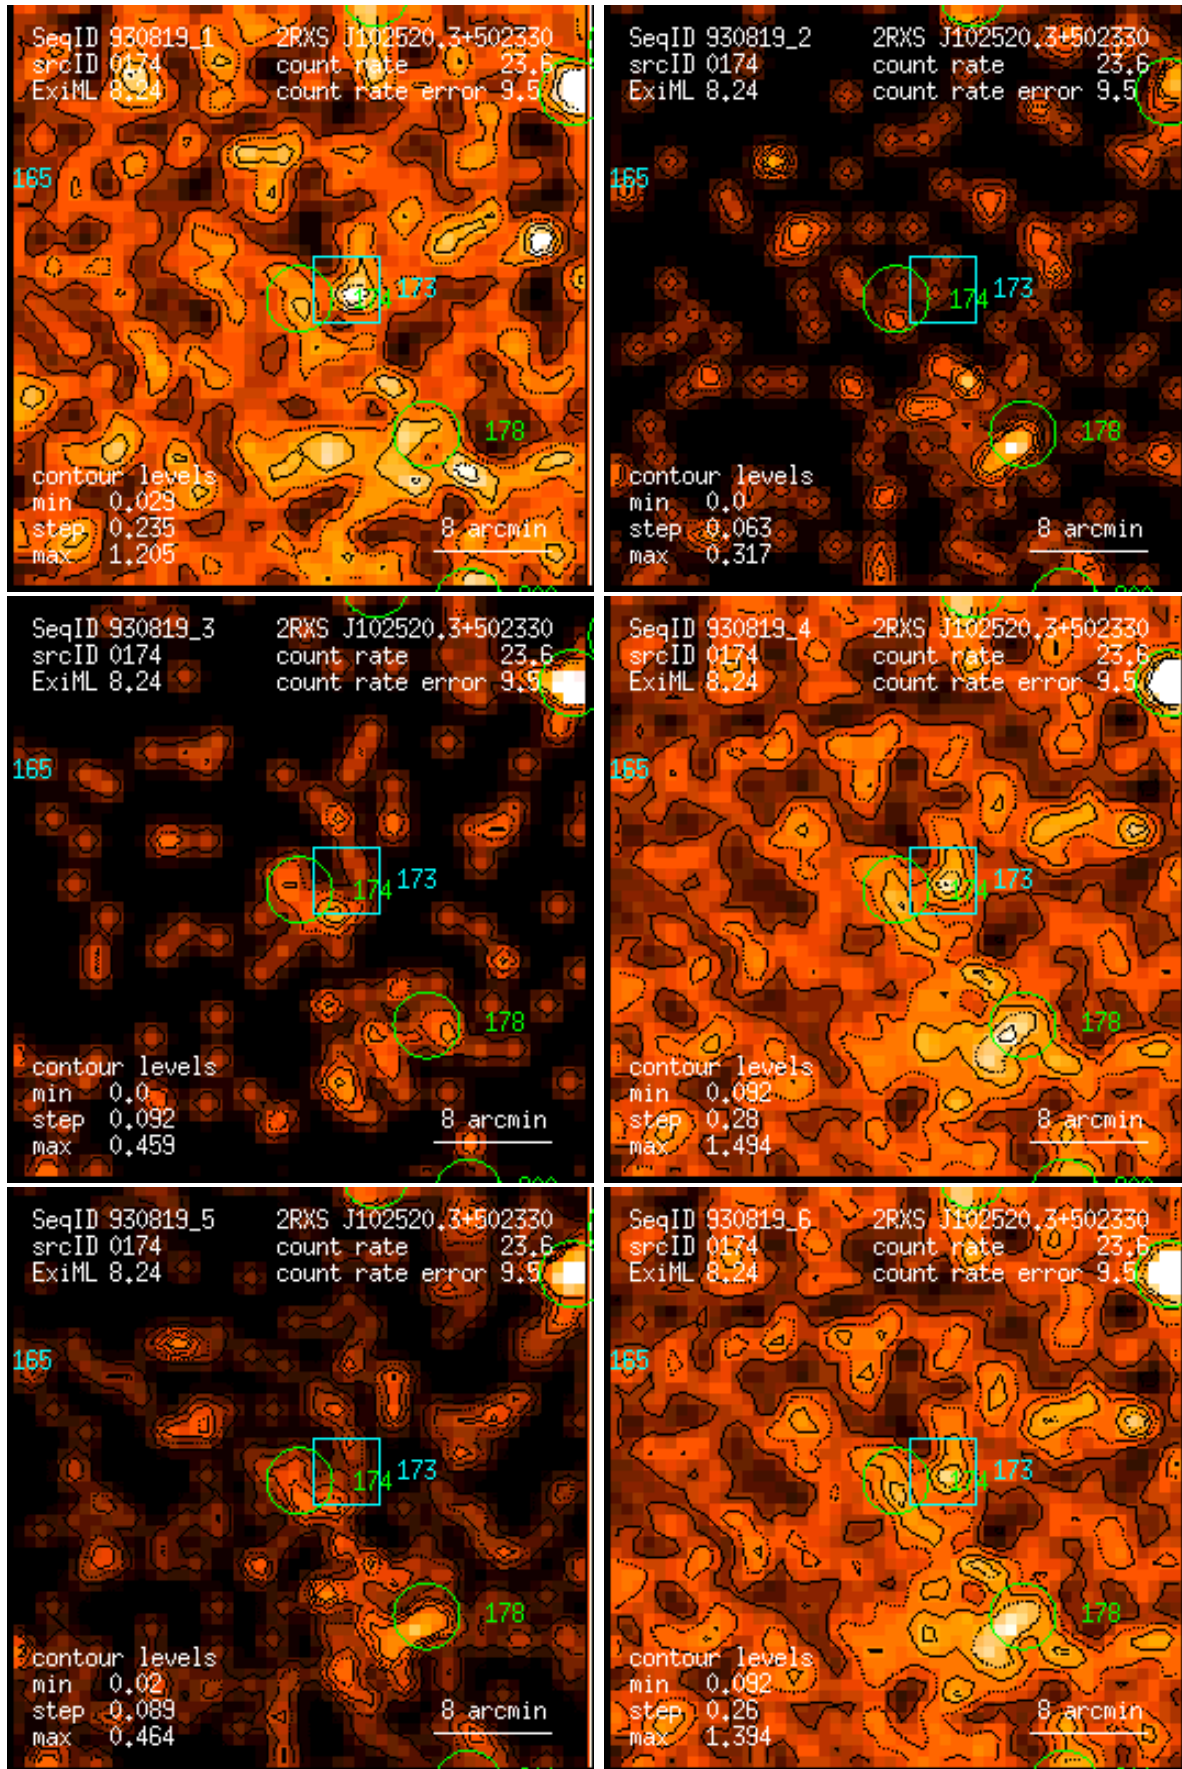 SeqID 930819_1 2RXS J102520.3+502330
srcID 0174 count rate 23.6
ExiML 8.24 count rate error 9.5
165
174 173
178
contour levels
min 0.029
step 0.235 8 arcmin
max 1.205
SeqID 930819_2 2RXS J102520.3+502330
srcID 0174 count rate 23.6
ExiML 8.24 count rate error 9.5
165
174 173
178
contour levels
min 0.0
step 0.063 8 arcmin
max 0.317
SeqID 930819_3 2RXS J102520.3+502330
srcID 0174 count rate 23.6
ExiML 8.24 count rate error 9.5
165
174 173
178
contour levels
min 0.0
step 0.092 8 arcmin
max 0.459
SeqID 930819_4 2RXS J102520.3+502330
srcID 0174 count rate 23.6
ExiML 8.24 count rate error 9.5
165
174 173
178
contour levels
min 0.092
step 0.28 8 arcmin
max 1.494
SeqID 930819_5 2RXS J102520.3+502330
srcID 0174 count rate 23.6
ExiML 8.24 count rate error 9.5
165
174 173
178
contour levels
min 0.02
step 0.089 8 arcmin
max 0.464
SeqID 930819_6 2RXS J102520.3+502330
srcID 0174 count rate 23.6
ExiML 8.24 count rate error 9.5
165
174 173
178
contour levels
min 0.092
step 0.26 8 arcmin
max 1.394